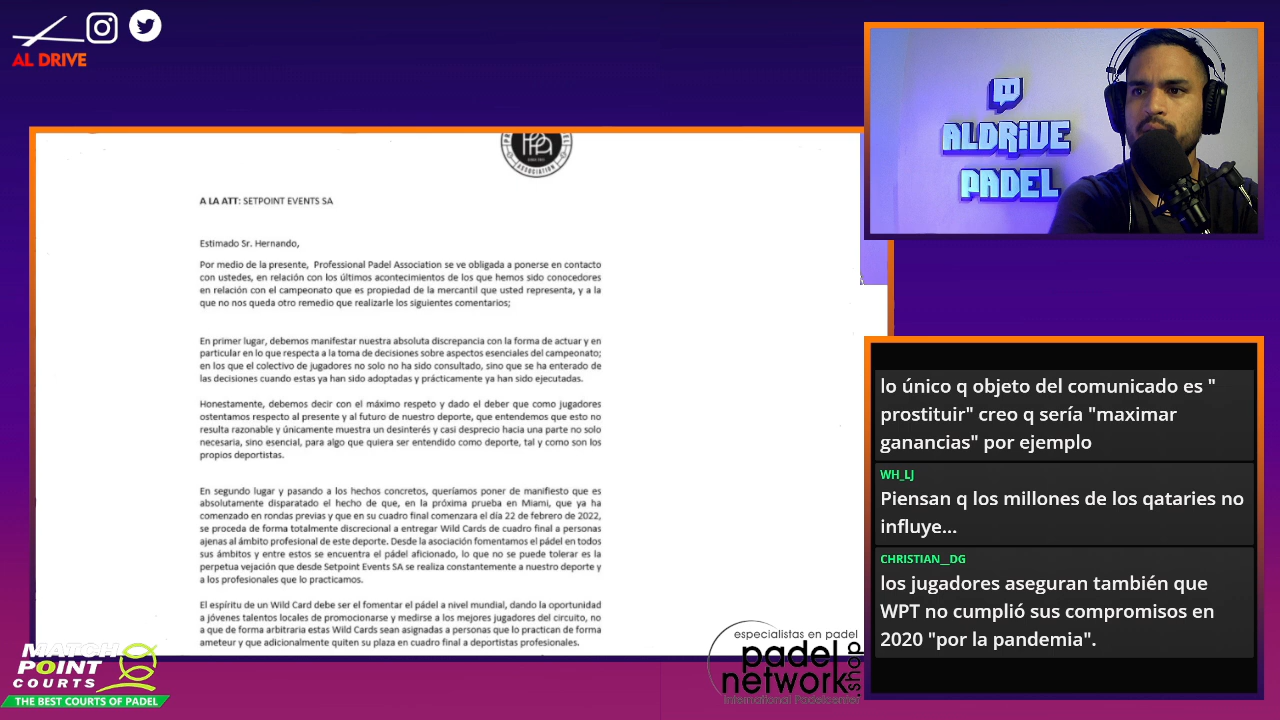 AL DRIVE
PPA
ASSOCIATION
A LA ATT: SETPOINT EVENTS SA
Estimado Sr. Hernando,
Por medio de la presente, Professional Padel Association se ve obligada a ponerse en contacto
con ustedes, en relación con los últimos acontecimientos de los que hemos sido conocedores
en relación con el campeonato que es propiedad de la mercantil que usted representa, y a la
que no nos queda otro remedio que realizarle los siguientes comentarios;
En primer lugar, debemos manifestar nuestra absoluta discrepancia con la forma de actuar y en
particular en lo que respecta a la toma de decisiones sobre aspectos esenciales del campeonato;
en los que el colectivo de jugadores no solo no ha sido consultado, sino que se ha enterado de
las decisiones cuando estas ya han sido adoptadas y prácticamente ya han sido ejecutadas.
Honestamente, debemos decir con el máximo respeto y dado el deber que como jugadores
ostentamos respecto al presente y al futuro de nuestro deporte, que entendemos que esto no
resulta razonable y únicamente muestra un desinterés y casi desprecio hacia una parte no solo
necesaria, sino esencial, para algo que quiera ser entendido como deporte, tal y como son los
propios deportistas.
En segundo lugar y pasando a los hechos concretos, queríamos poner de manifiesto que es
absolutamente disparatado el hecho de que, en la próxima prueba en Miami, que ya ha
comenzado en rondas previas y que en su cuadro final comenzara el día 22 de febrero de 2022,
se proceda de forma totalmente discrecional a entregar Wild Cards de cuadro final a personas
ajenas al ámbito profesional de este deporte. Desde la asociación fomentamos el pádel en todos
sus ámbitos y entre estos se encuentra el pádel aficionado, lo que no se puede tolerar es la
perpetua vejación que desde Setpoint Events SA se realiza constantemente a nuestro deporte y
a los profesionales que lo practicamos.
El espíritu de un Wild Card debe ser el fomentar el pádel a nivel mundial, dando la oportunidad
a jóvenes talentos locales de promocionarse y medirse a los mejores jugadores del circuito, no
a que de forma arbitraria estas Wild Cards sean asignadas a personas que lo practican de forma
ameteur y que adicionalmente quiten su plaza en cuadro final a deportistas profesionales.
ALDRIVE
PADEL
lo único q objeto del comunicado es "
prostituir" creo q sería "maximar
ganancias" por ejemplo
WH_LJ
Piensan q los millones de los qataries no
influye...
CHRISTIAN__DG
los jugadores aseguran también que
WPT no cumplió sus compromisos en
2020 "por la pandemia".
MATCH
POINT
COURTS
THE BEST COURTS OF PADEL
especialistas en padel
padel
network
.shop
International Padelcenter